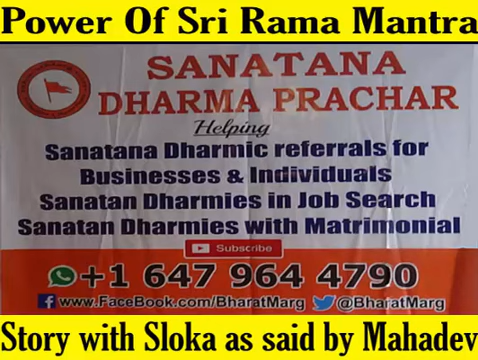 Power Of Sri Rama Mantra
SANATANA
DHARMA PRACHAR
Helping
Sanatana Dharmic referrals for
Businesses & Individuals
Sanatan Dharmies in Job Search
Sanatan Dharmies with Matrimonial
Subscribe
+1 647 964 4790
www.FaceBook.com/BharatMarg @BharatMarg
Story with Sloka as said by Mahadev